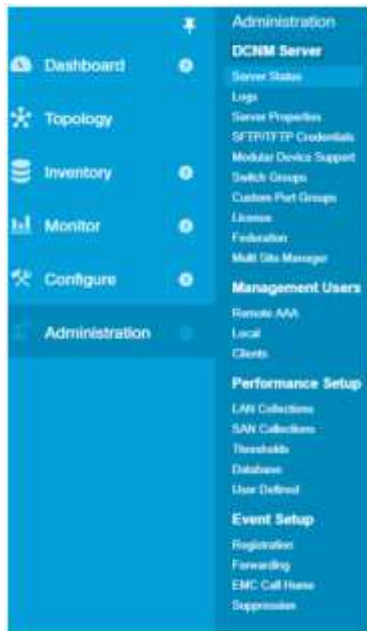 Administration
DCNM Server
Dashboard
Server Status
Logs
Topology
Server Properties
SFTP/TFTP Credentials
Modular Device Support
Inventory
Switch Groups
Custom Port Groups
License
Monitor
Federation
Multi Site Manager
Configure
Management Users
Remote AAA
Administration
Local
Clients
Performance Setup
LAN Collections
SAN Collections
Thresholds
Database
User Defined
Event Setup
Registration
Forwarding
EMC Call Home
Suppression